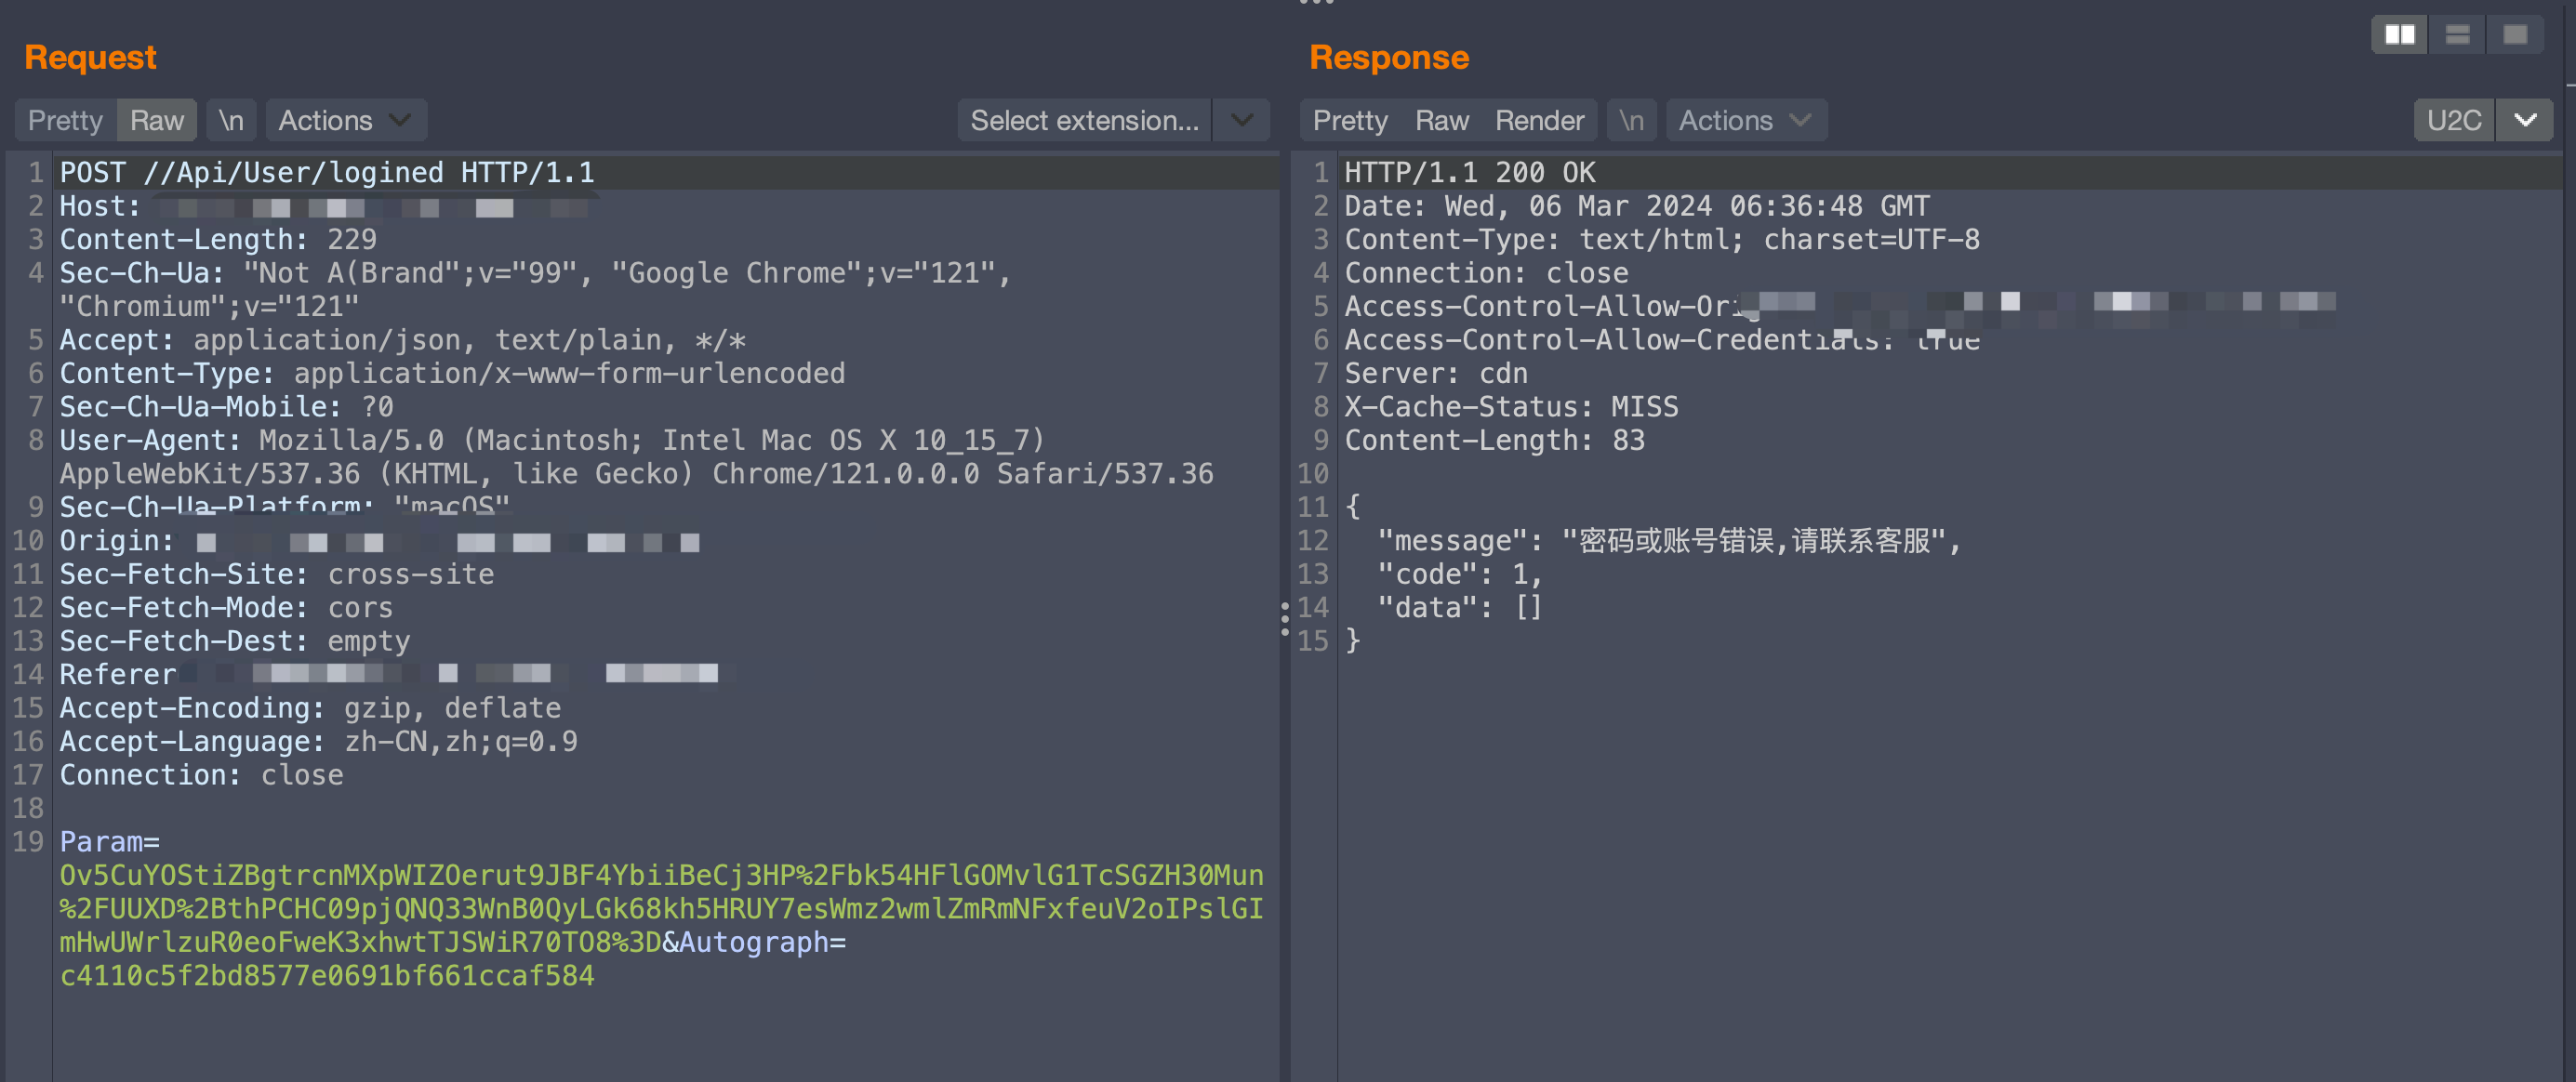 Request
Pretty Raw \n Actions Select extension...
1 POST //Api/User/logined HTTP/1.1
2 Host:
3 Content-Length: 229
4 Sec-Ch-Ua: "Not A(Brand";v="99", "Google Chrome";v="121",
"Chromium";v="121"
5 Accept: application/json, text/plain, */*
6 Content-Type: application/x-www-form-urlencoded
7 Sec-Ch-Ua-Mobile: ?0
8 User-Agent: Mozilla/5.0 (Macintosh; Intel Mac OS X 10_15_7)
AppleWebKit/537.36 (KHTML, like Gecko) Chrome/121.0.0.0 Safari/537.36
9 Sec-Ch-Ua-Platform: "macOS"
10 Origin:
11 Sec-Fetch-Site: cross-site
12 Sec-Fetch-Mode: cors
13 Sec-Fetch-Dest: empty
14 Referer
15 Accept-Encoding: gzip, deflate
16 Accept-Language: zh-CN,zh;q=0.9
17 Connection: close
18
19 Param=
Ov5CuYOStiZBgtrcnMXpWIZOerut9JBF4YbiiBeCj3HP%2Fbk54HFlGOMvlG1TcSGZH30Mun
%2FUUXD%2BthPCHC09pjQNQ33WnB0QyLGk68kh5HRUY7esWmz2wmlZmRmNFxfeuV2oIPslGI
mHwUWrlzuR0eoFweK3xhwtTJSWiR70TO8%3D&Autograph=
c4110c5f2bd8577e0691bf661ccaf584
Response
Pretty Raw Render \n Actions U2C
1 HTTP/1.1 200 OK
2 Date: Wed, 06 Mar 2024 06:36:48 GMT
3 Content-Type: text/html; charset=UTF-8
4 Connection: close
5 Access-Control-Allow-Orig
6 Access-Control-Allow-Credentials: true
7 Server: cdn
8 X-Cache-Status: MISS
9 Content-Length: 83
10
11 {
12 "message": "密码或账号错误,请联系客服",
13 "code": 1,
14 "data": []
15 }